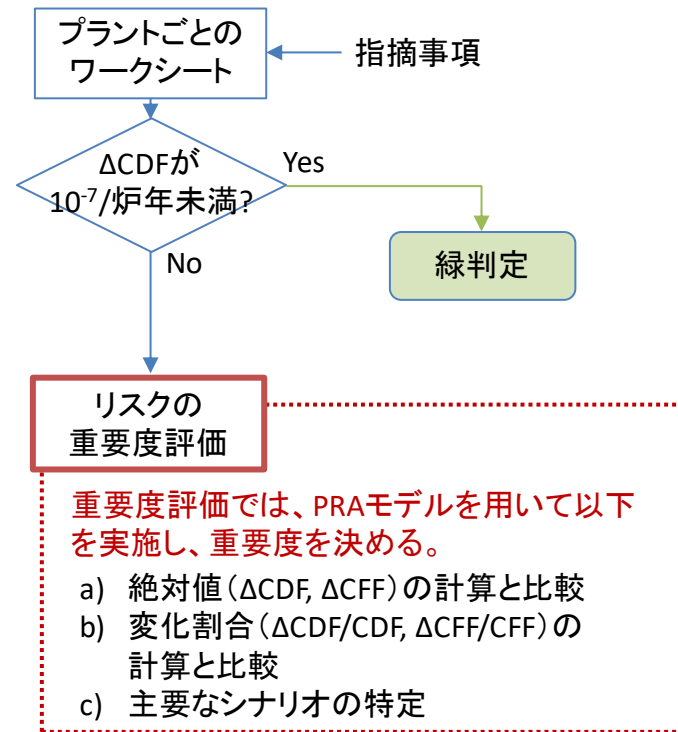 プラントごとの
ワークシート
指摘事項
ΔCDFが
10⁻⁷/炉年未満?
Yes
緑判定
No
リスクの
重要度評価
重要度評価では、PRAモデルを用いて以下
を実施し、重要度を決める。
a) 絶対値(ΔCDF, ΔCFF)の計算と比較
b) 変化割合(ΔCDF/CDF, ΔCFF/CFF)の
計算と比較
c) 主要なシナリオの特定